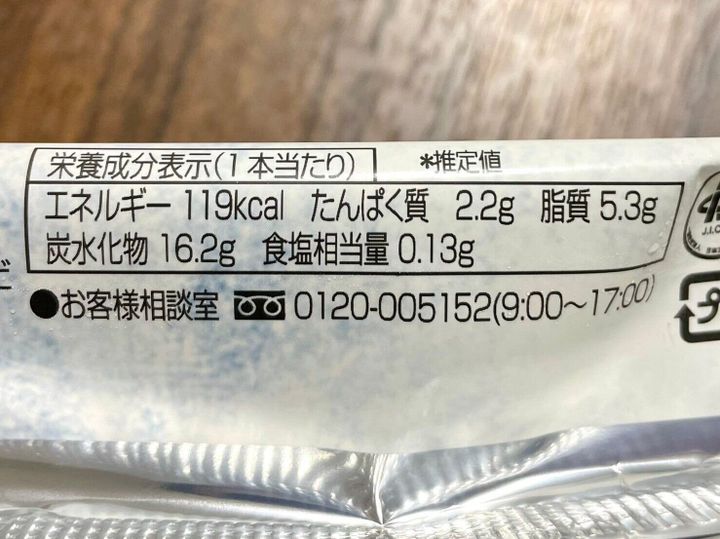 栄養成分表示(1本当たり) *推定値
エネルギー 119kcal たんぱく質 2.2g 脂質 5.3g
炭水化物 16.2g 食塩相当量 0.13g
●お客様相談室 0120-005152(9:00〜17:00)
J.I.C
プ